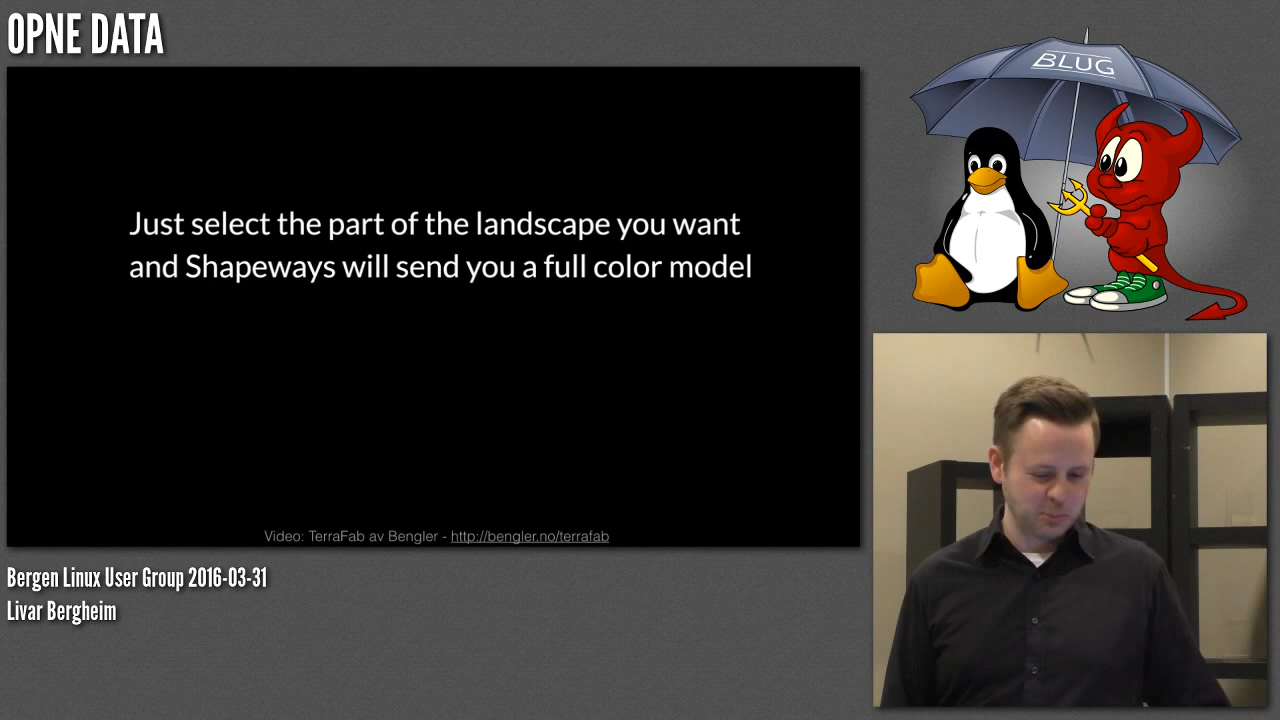 OPNE DATA
BLUG
Just select the part of the landscape you want
and Shapeways will send you a full color model
Video: TerraFab av Bengler - http://bengler.no/terrafab
Bergen Linux User Group 2016-03-31
Livar Bergheim